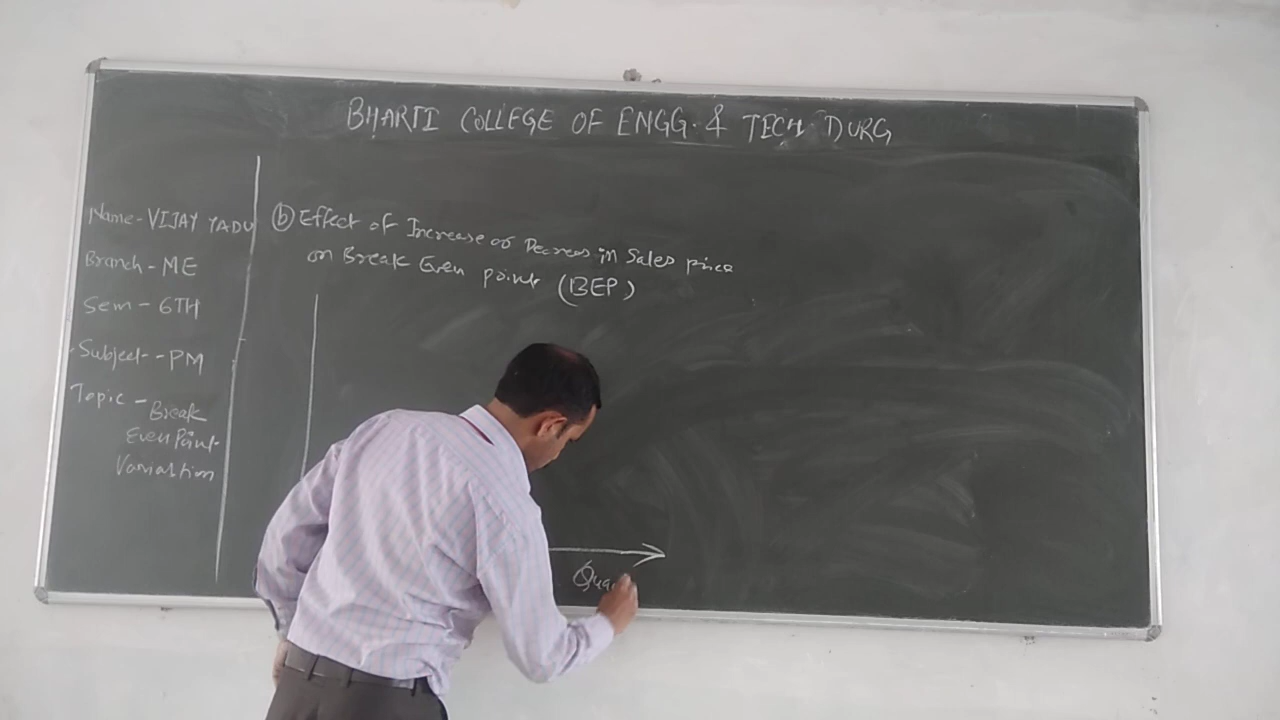 BHARTI COLLEGE OF ENGG. & TECH. DURG
Name - VIJAY YADU
Branch - ME
Sem - 6TH
Subject - PM
Topic - Break
Even Point
Variation
(b) Effect of Increase or Decreas in Sales price
on Break Even point (BEP)
Qua